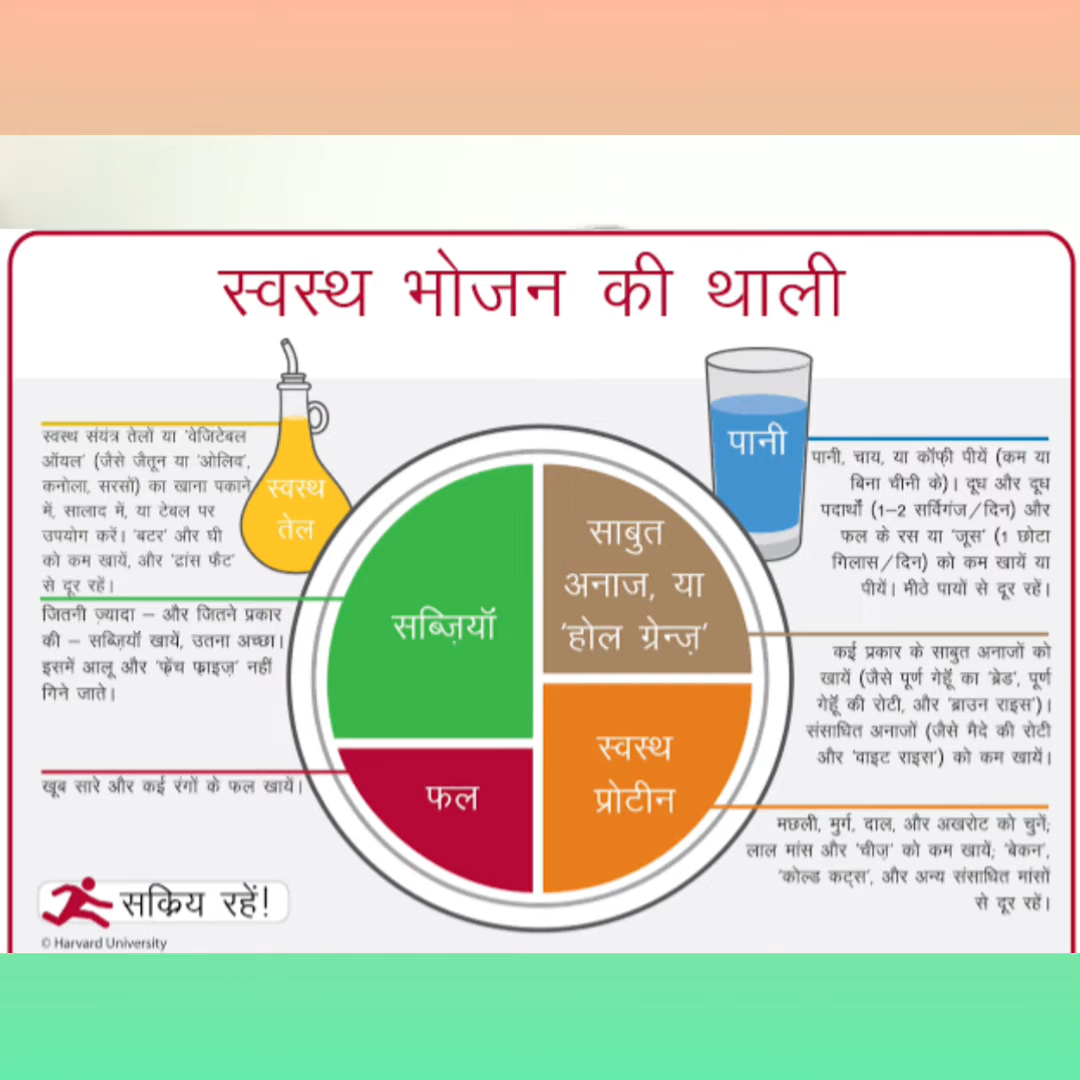 स्वस्थ भोजन की थाली
स्वस्थ संयंत्र तेलों या 'वेजिटेबल
ऑयल' (जैसे जैतून या 'ओलिव',
कनोला, सरसों) का खाना पकाने
में, सालाद में, या टेबल पर
उपयोग करें। 'बटर' और घी
को कम खायें, और 'ट्रांस फैट'
से दूर रहें।
स्वस्थ
तेल
पानी
पानी, चाय, या कॉफ़ी पीयें (कम या
बिना चीनी के)। दूध और दूध
पदार्थों (1–2 सर्विगंज/दिन) और
फल के रस या 'जूस' (1 छोटा
गिलास/दिन) को कम खायें या
पीयें। मीठे पायों से दूर रहें।
जितनी ज़्यादा – और जितने प्रकार
की – सब्ज़ियाँ खायें, उतना अच्छा।
इसमें आलू और 'फ्रेंच फ्राइज़' नहीं
गिने जाते।
सब्ज़ियाँ
साबुत
अनाज, या
'होल ग्रेन्ज़'
कई प्रकार के साबुत अनाजों को
खायें (जैसे पूर्ण गेहूँ का 'ब्रेड', पूर्ण
गेहूँ की रोटी, और 'ब्राउन राइस')।
संसाधित अनाजों (जैसे मैदे की रोटी
और 'वाइट राइस') को कम खायें।
खूब सारे और कई रंगों के फल खायें।
फल
स्वस्थ
प्रोटीन
मछली, मुर्ग, दाल, और अखरोट को चुनें;
लाल मांस और 'चीज़' को कम खायें; 'बेकन',
'कोल्ड कट्स', और अन्य संसाधित मांसों
से दूर रहें।
सक्रिय रहें!
© Harvard University